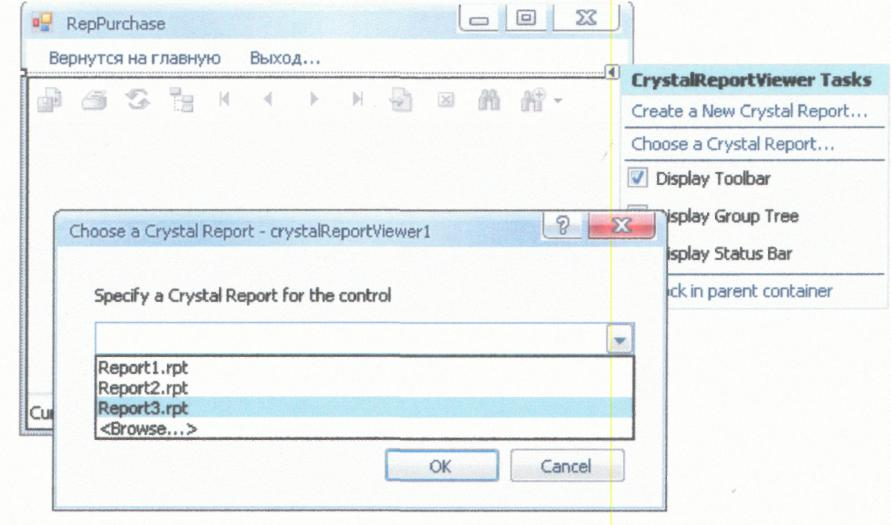 RepPurchase
Вернутся на главную Выход...
CrystalReportViewer Tasks
Create a New Crystal Report...
Choose a Crystal Report...
Display Toolbar
isplay Group Tree
isplay Status Bar
ck in parent container
Choose a Crystal Report - crystalReportViewer1
Specify a Crystal Report for the control
Report1.rpt
Report2.rpt
Report3.rpt
<Browse...>
Cu
OK Cancel